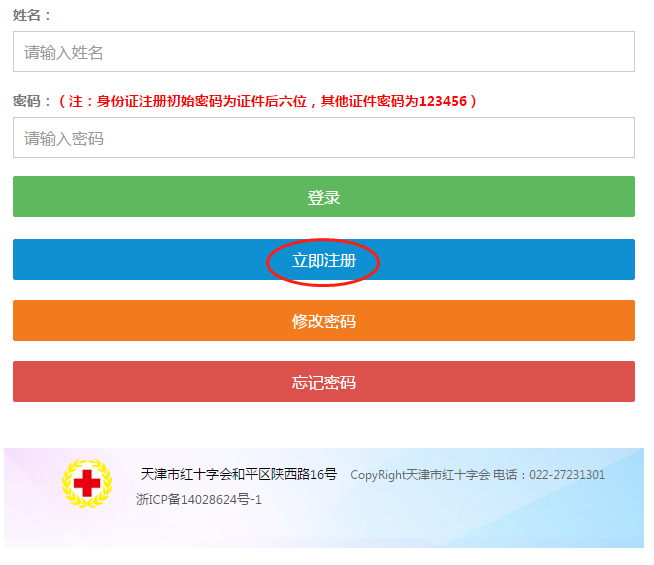 姓名：
请输入姓名
密码：（注：身份证注册初始密码为证件后六位，其他证件密码为123456）
请输入密码
登录
立即注册
修改密码
忘记密码
天津市红十字会和平区陕西路16号 CopyRight天津市红十字会 电话：022-27231301
浙ICP备14028624号-1